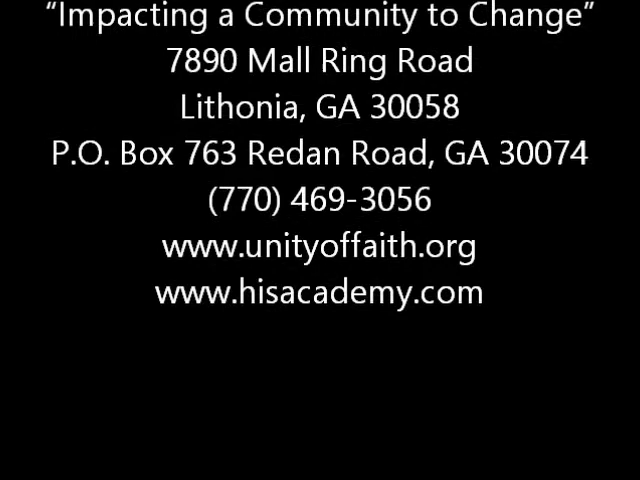 “Impacting a Community to Change”
7890 Mall Ring Road
Lithonia, GA 30058
P.O. Box 763 Redan Road, GA 30074
(770) 469-3056
www.unityoffaith.org
www.hisacademy.com